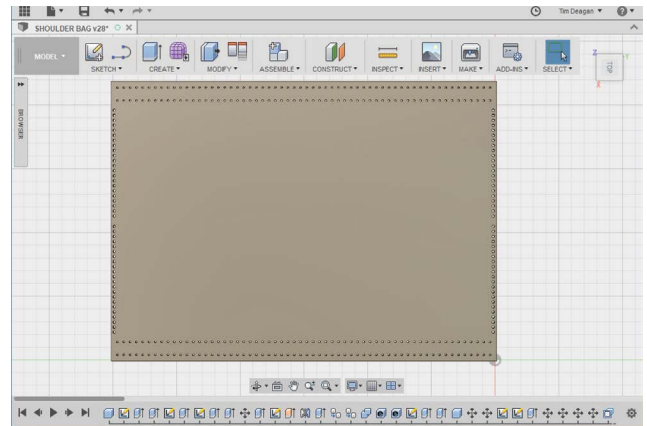 Tim Deagan
SHOULDER BAG v28*
MODEL
SKETCH
CREATE
MODIFY
ASSEMBLE
CONSTRUCT
INSPECT
INSERT
MAKE
ADD-INS
SELECT
Z
Y
TOP
X
BROWSER